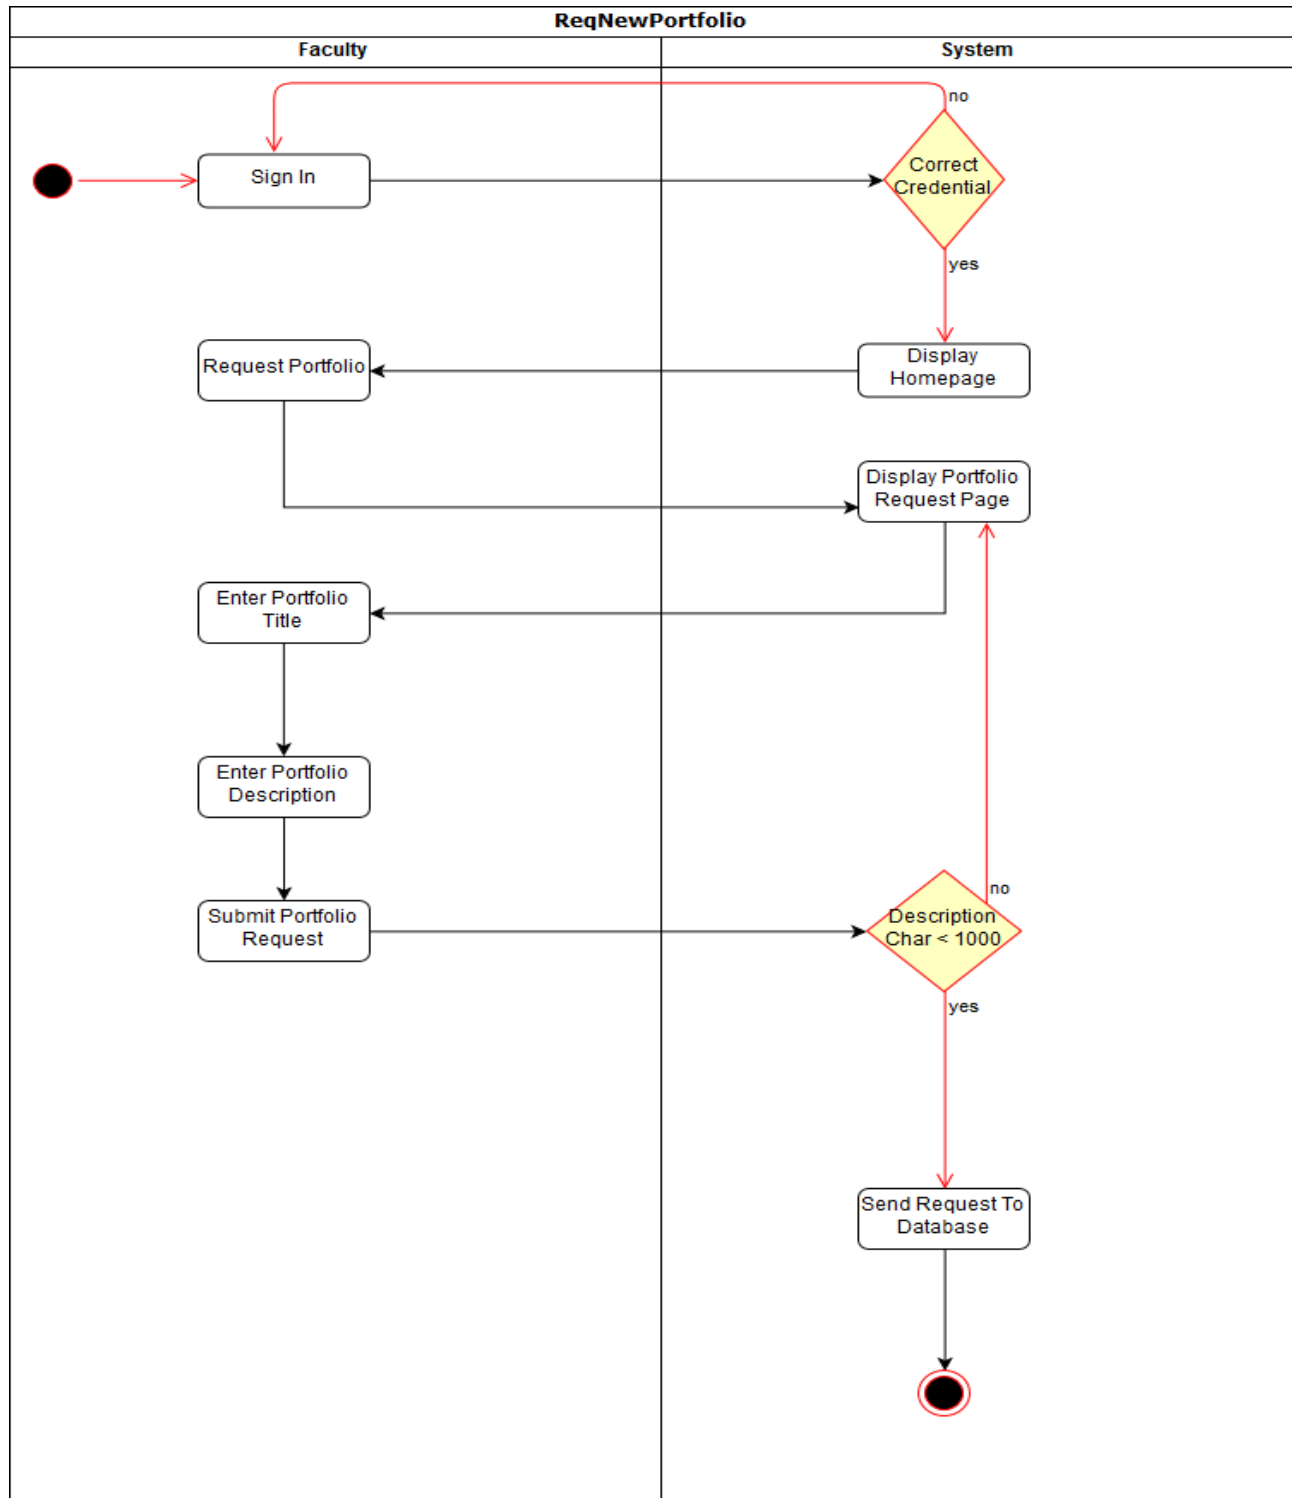 ReqNewPortfolio
Faculty
System
no
Sign In
Correct
Credential
yes
Request Portfolio
Display
Homepage
Display Portfolio
Request Page
Enter Portfolio
Title
Enter Portfolio
Description
no
Submit Portfolio
Request
Description
Char < 1000
yes
Send Request To
Database